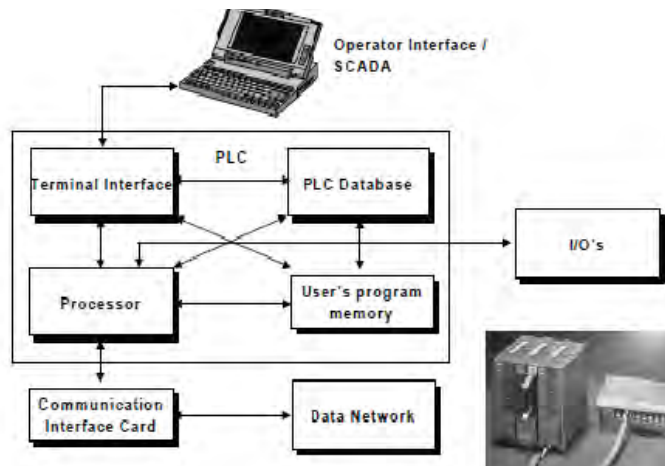 Operator Interface /
SCADA
PLC
Terminal Interface
PLC Database
I/O's
Processor
User's program
memory
Communication
Interface Card
Data Network